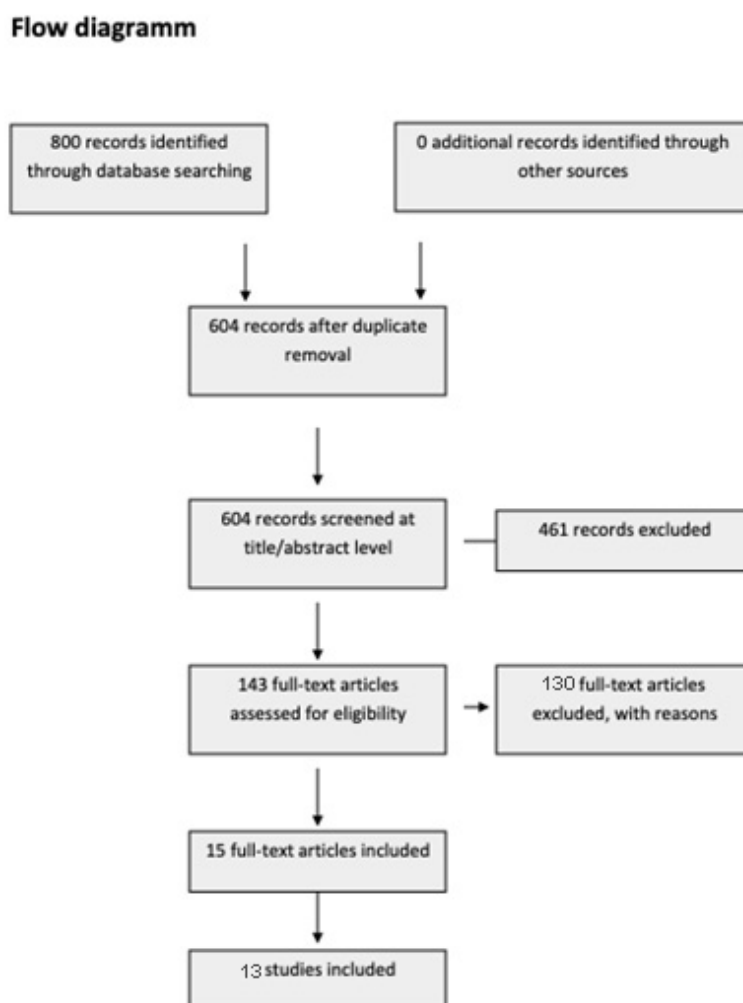 Flow diagramm
800 records identified
through database searching
0 additional records identified through
other sources
604 records after duplicate
removal
604 records screened at
title/abstract level
461 records excluded
143 full-text articles
assessed for eligibility
130 full-text articles
excluded, with reasons
15 full-text articles included
13 studies included